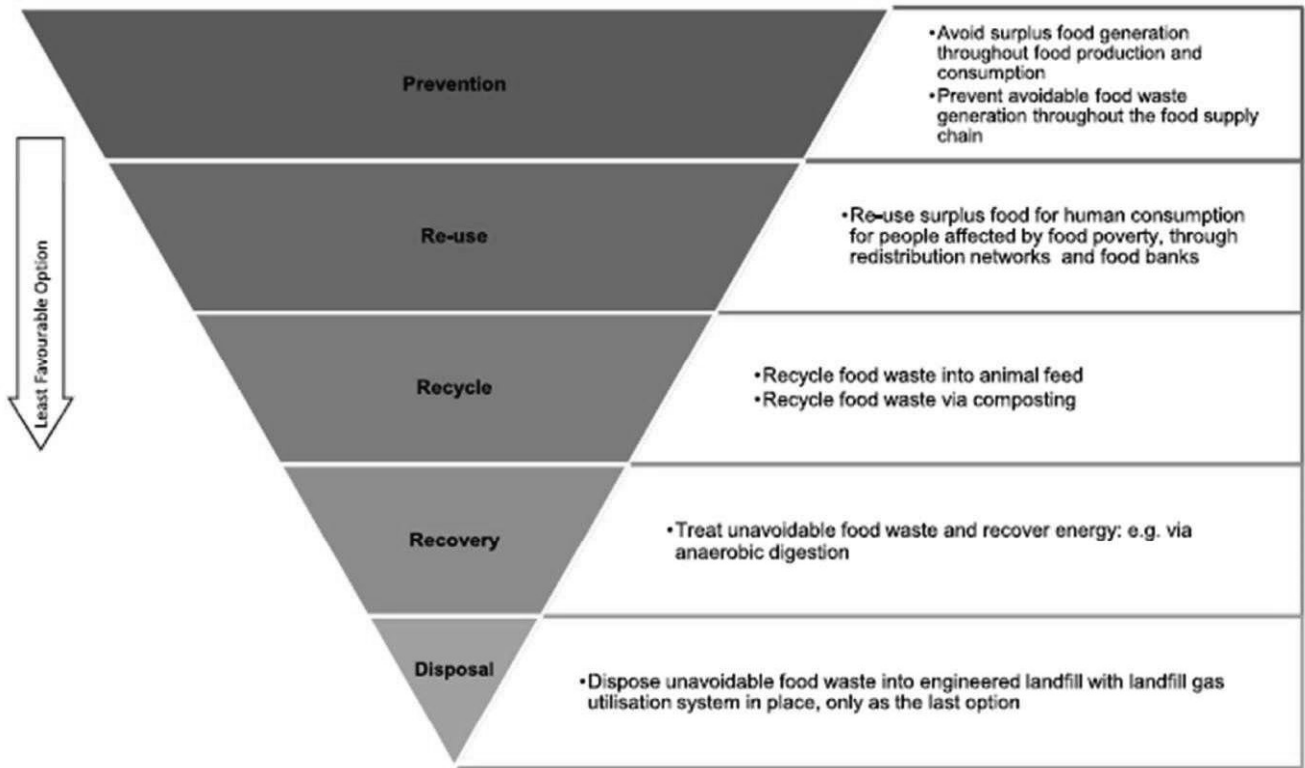 Prevention
•Avoid surplus food generation
throughout food production and
consumption
•Prevent avoidable food waste
generation throughout the food supply
chain
Least Favourable Option
Re-use
•Re-use surplus food for human consumption
for people affected by food poverty, through
redistribution networks and food banks
Recycle
•Recycle food waste into animal feed
•Recycle food waste via composting
Recovery
•Treat unavoidable food waste and recover energy: e.g. via
anaerobic digestion
Disposal
•Dispose unavoidable food waste into engineered landfill with landfill gas
utilisation system in place, only as the last option